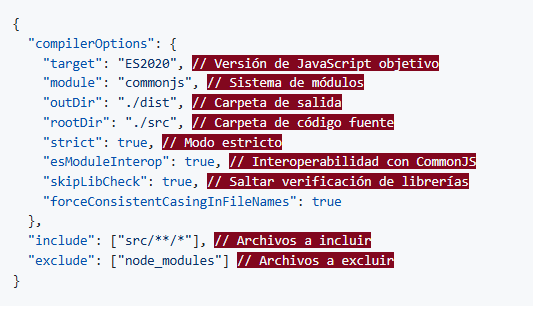 {
  "compilerOptions": {
    "target": "ES2020", // Versión de JavaScript objetivo
    "module": "commonjs", // Sistema de módulos
    "outDir": "./dist", // Carpeta de salida
    "rootDir": "./src", // Carpeta de código fuente
    "strict": true, // Modo estricto
    "esModuleInterop": true, // Interoperabilidad con CommonJS
    "skipLibCheck": true, // Saltar verificación de librerías
    "forceConsistentCasingInFileNames": true
  },
  "include": ["src/**/*"], // Archivos a incluir
  "exclude": ["node_modules"] // Archivos a excluir
}